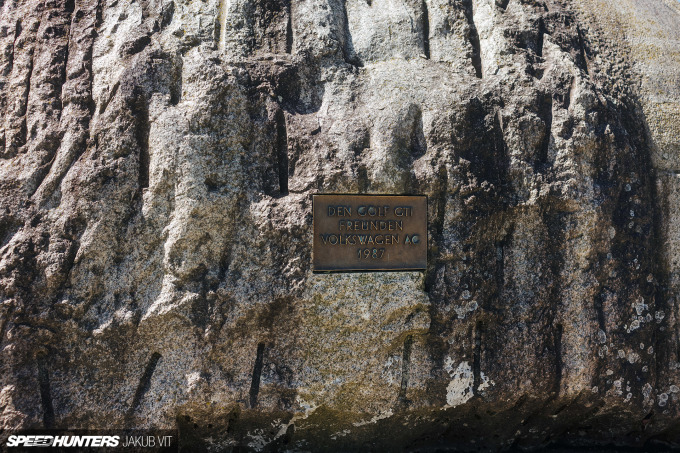 DEN GOLF GTI
FREUNDEN
VOLKSWAGEN AG
1987
SPEEDHUNTERS JAKUB VIT